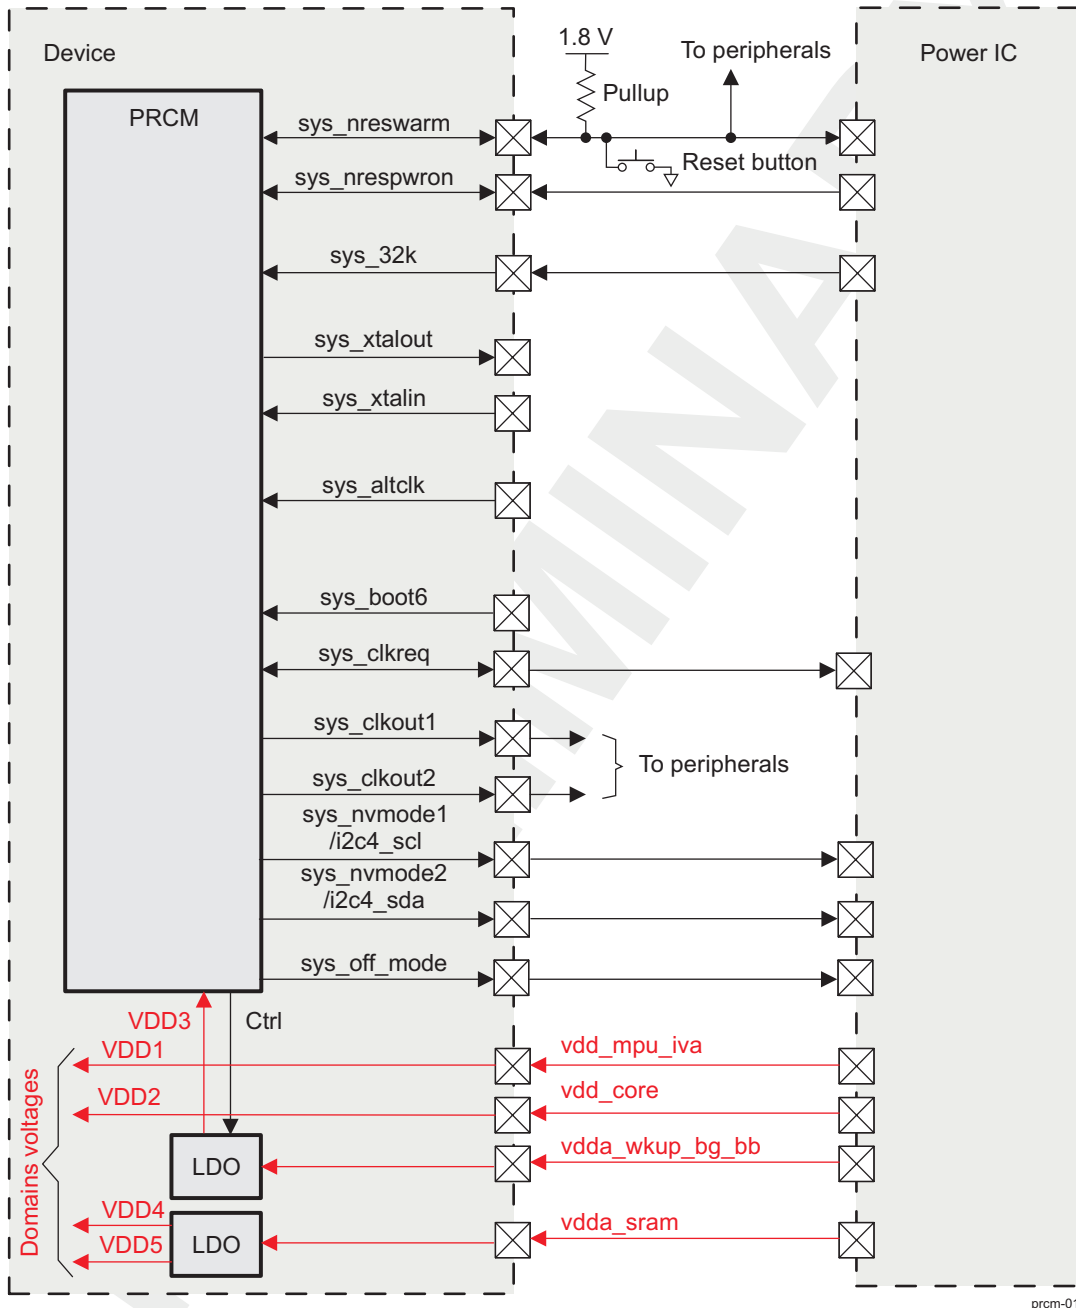 Device
1.8 V
To peripherals
Power IC
Pullup
PRCM
sys_nreswarm
Reset button
sys_nrespwron
sys_32k
sys_xtalout
sys_xtalin
sys_altclk
sys_boot6
sys_clkreq
sys_clkout1
To peripherals
sys_clkout2
sys_nvmode1
/i2c4_scl
sys_nvmode2
/i2c4_sda
sys_off_mode
VDD3
Ctrl
VDD1
vdd_mpu_iva
VDD2
vdd_core
Domains voltages
LDO
vdda_wkup_bg_bb
VDD4
vdda_sram
VDD5
LDO
prcm-01